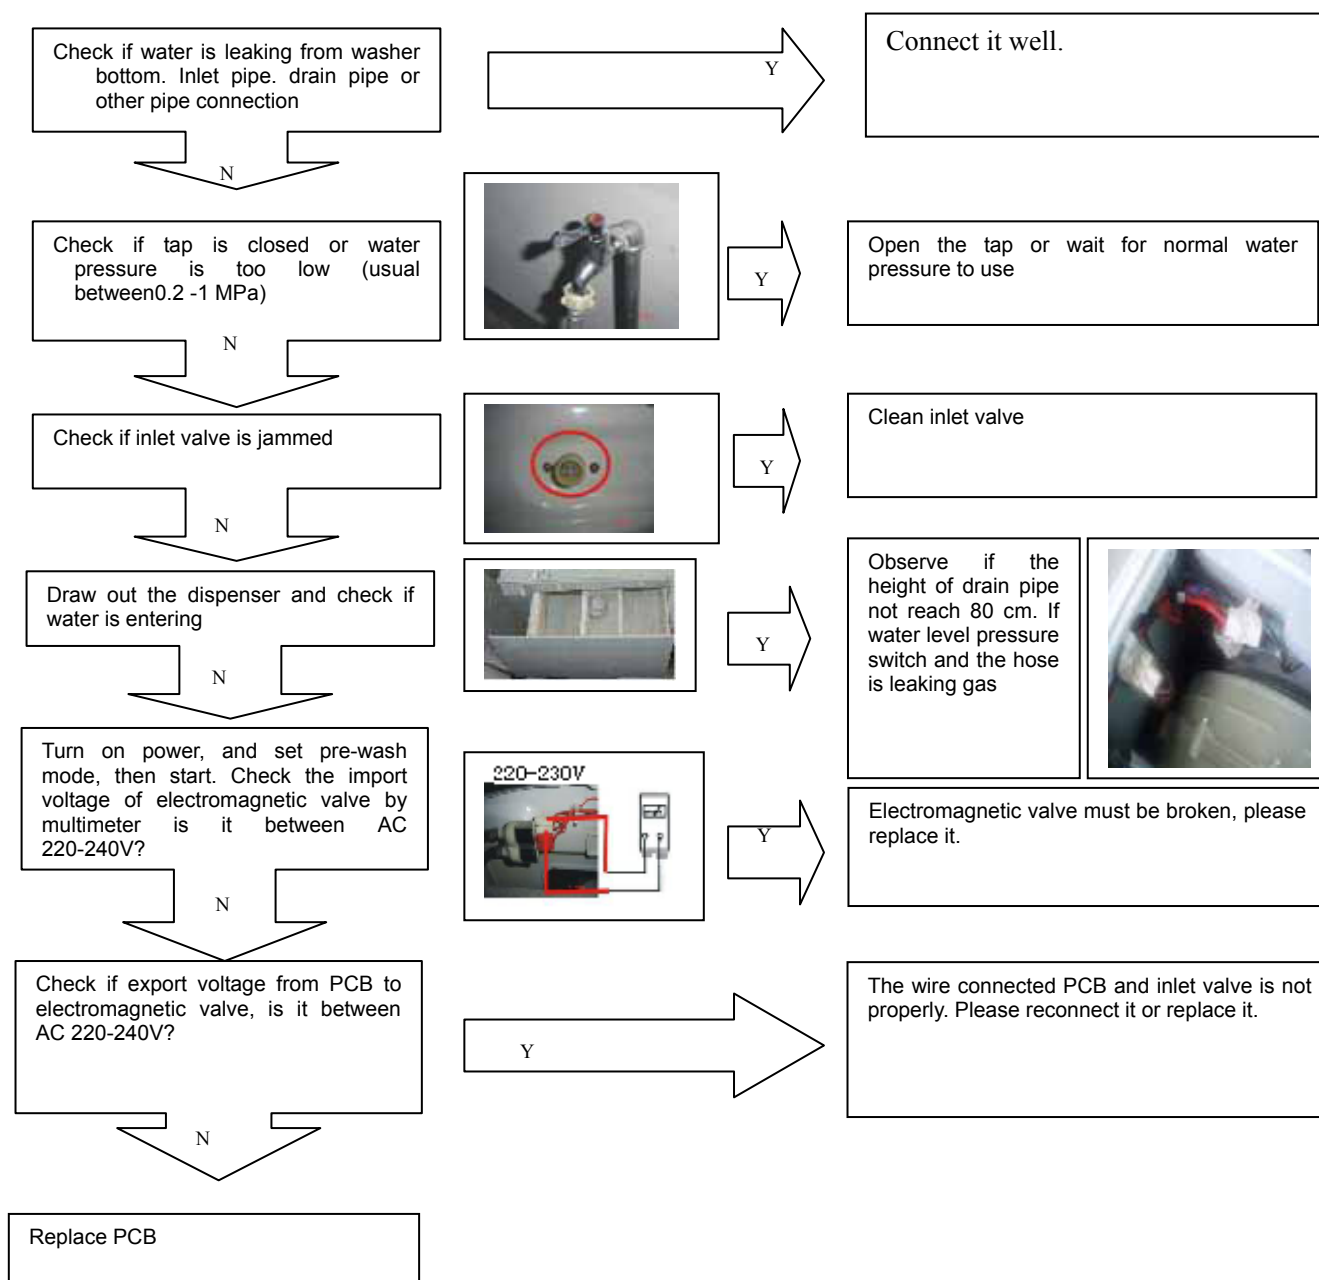 Check if water is leaking from washer
bottom. Inlet pipe. drain pipe or
other pipe connection
Y
Connect it well.
N
Check if tap is closed or water
pressure is too low (usual
between0.2 -1 MPa)
Y
Open the tap or wait for normal water
pressure to use
N
Check if inlet valve is jammed
Y
Clean inlet valve
N
Draw out the dispenser and check if
water is entering
Y
Observe if the
height of drain pipe
not reach 80 cm. If
water level pressure
switch and the hose
is leaking gas
N
Turn on power, and set pre-wash
mode, then start. Check the import
voltage of electromagnetic valve by
multimeter is it between AC
220-240V?
220-230V
Y
Electromagnetic valve must be broken, please
replace it.
N
Check if export voltage from PCB to
electromagnetic valve, is it between
AC 220-240V?
Y
The wire connected PCB and inlet valve is not
properly. Please reconnect it or replace it.
N
Replace PCB